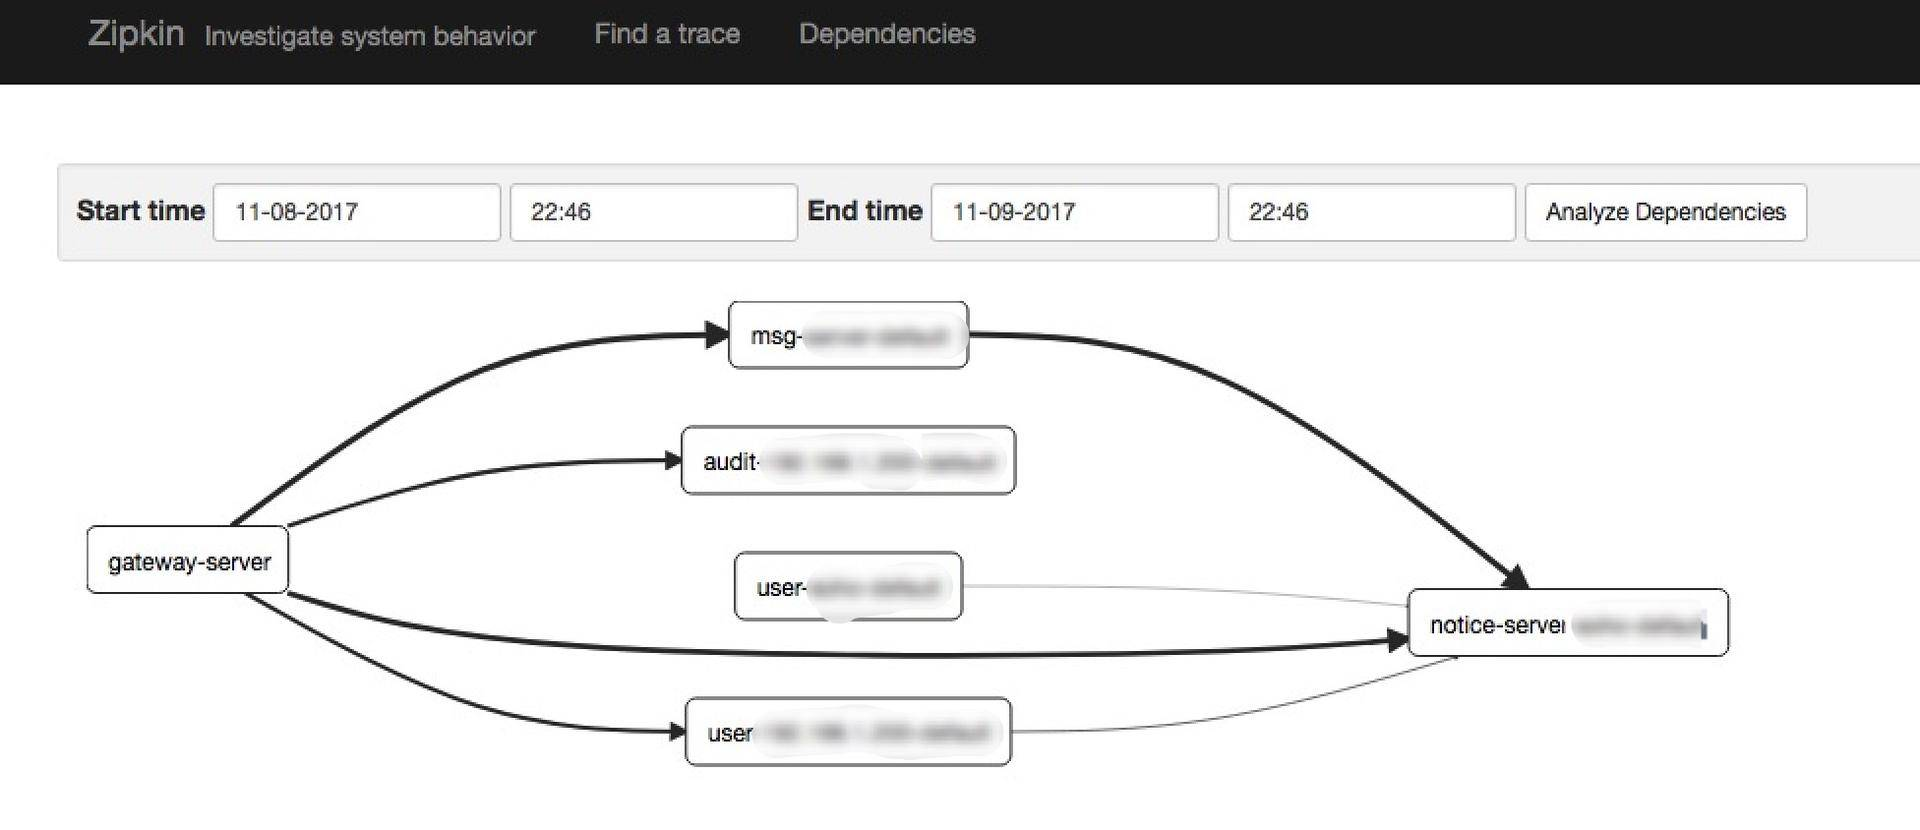 Zipkin Investigate system behavior Find a trace Dependencies
Start time 11-08-2017 22:46 End time 11-09-2017 22:46 Analyze Dependencies
msg-
audit-
gateway-server
user-
notice-server
user